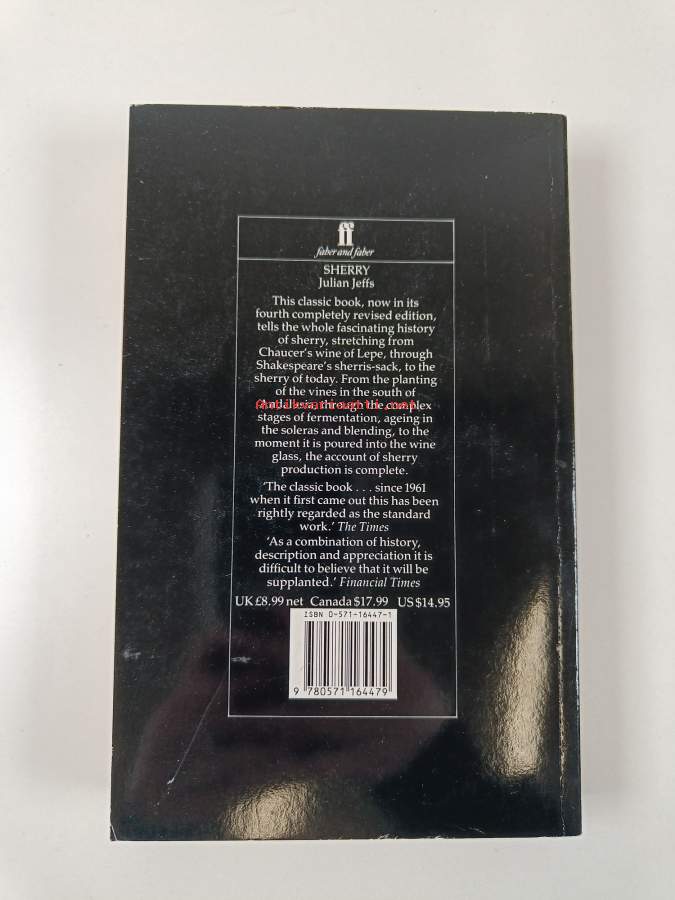 ff
faber and faber
SHERRY
Julian Jeffs
This classic book, now in its
fourth completely revised edition,
tells the whole fascinating history
of sherry, stretching from
Chaucer's wine of Lepe, through
Shakespeare's sherris-sack, to the
sherry of today. From the planting
of the vines in the south of
Andalusia, through the complex
stages of fermentation, ageing in
the soleras and blending, to the
moment it is poured into the wine
glass, the account of sherry
production is complete.
'The classic book . . . since 1961
when it first came out this has been
rightly regarded as the standard
work.' The Times
'As a combination of history,
description and appreciation it is
difficult to believe that it will be
supplanted.' Financial Times
UK £8.99 net Canada $17.99 US $14.95
ISBN 0-571-16447-1
9 780571 164479